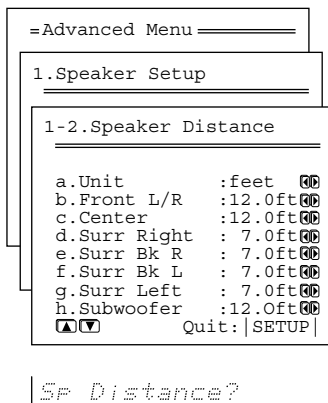 =Advanced Menu
1.Speaker Setup
1-2.Speaker Distance
a.Unit :feet
b.Front L/R :12.0ft
c.Center :12.0ft
d.Surr Right : 7.0ft
e.Surr Bk R : 7.0ft
f.Surr Bk L : 7.0ft
g.Surr Left : 7.0ft
h.Subwoofer :12.0ft
Quit:|SETUP|
Sp Distance?